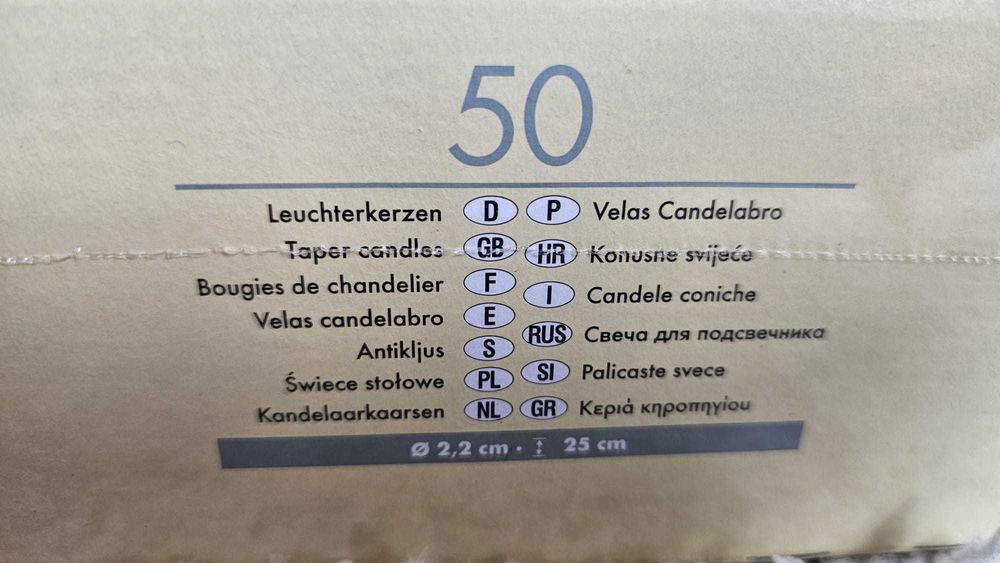 50
Leuchterkerzen D P Velas Candelabro
Taper candles GB HR Konusne svijeće
Bougies de chandelier F I Candele coniche
Velas candelabro E RUS Свеча для подсвечника
Antikljus S SI Palicaste svece
Świece stołowe PL GR Κεριά κηροπηγίου
Kandelaarkaarsen NL
Ø 2,2 cm · 25 cm